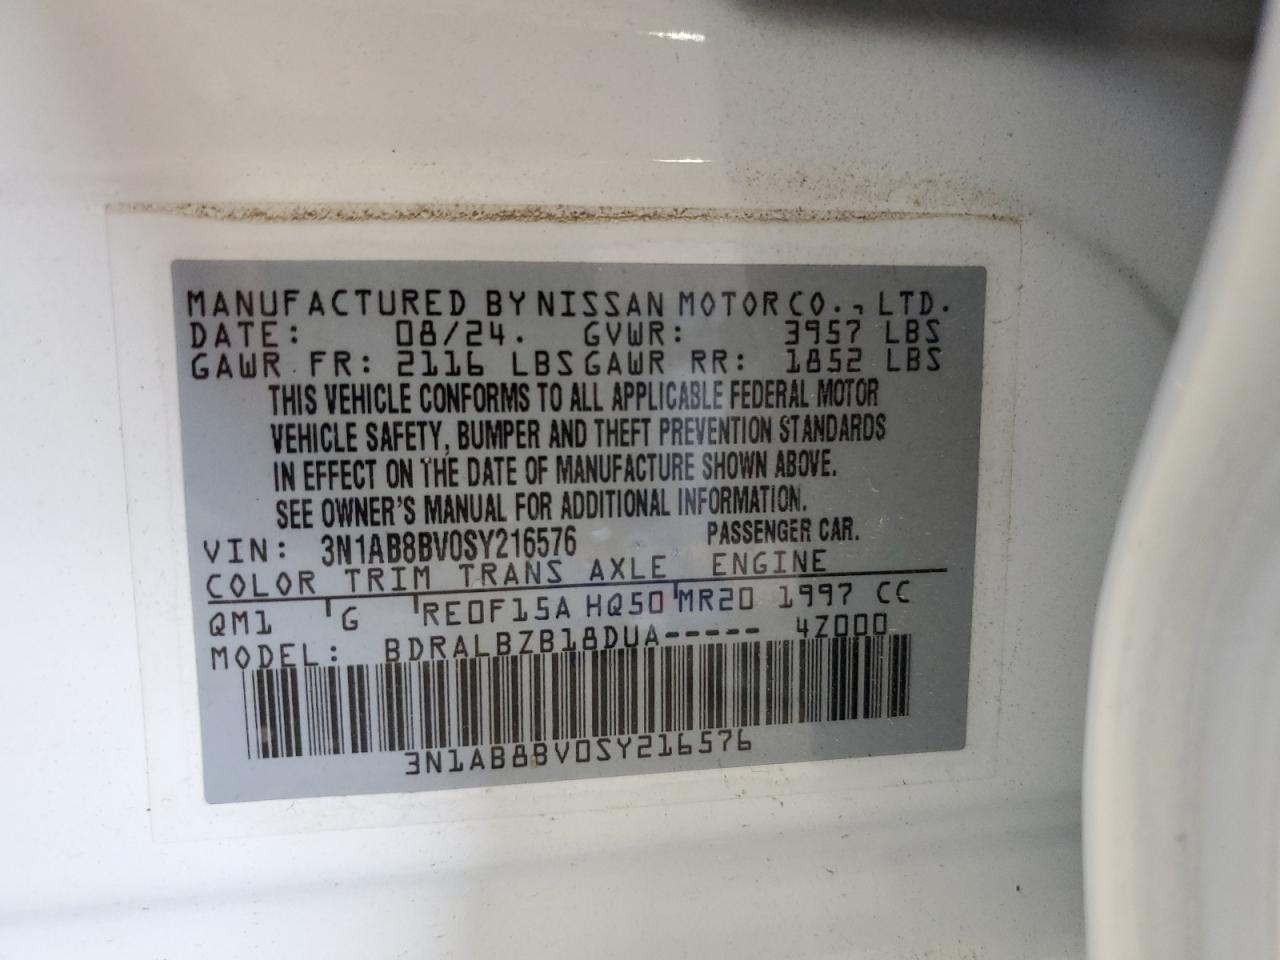 MANUFACTURED BY NISSAN MOTOR CO., LTD.
DATE: 08/24. GVWR: 3957 LBS
GAWR FR: 2116 LBS GAWR RR: 1852 LBS
THIS VEHICLE CONFORMS TO ALL APPLICABLE FEDERAL MOTOR
VEHICLE SAFETY, BUMPER AND THEFT PREVENTION STANDARDS
IN EFFECT ON THE DATE OF MANUFACTURE SHOWN ABOVE.
SEE OWNER'S MANUAL FOR ADDITIONAL INFORMATION.
VIN: 3N1AB8BV0SY216576 PASSENGER CAR.
COLOR TRIM TRANS AXLE ENGINE
QM1 G RE0F15A HQ50 MR20 1997 CC
MODEL: BDRALBZB18DUA----- 4Z000
3N1AB8BV0SY216576